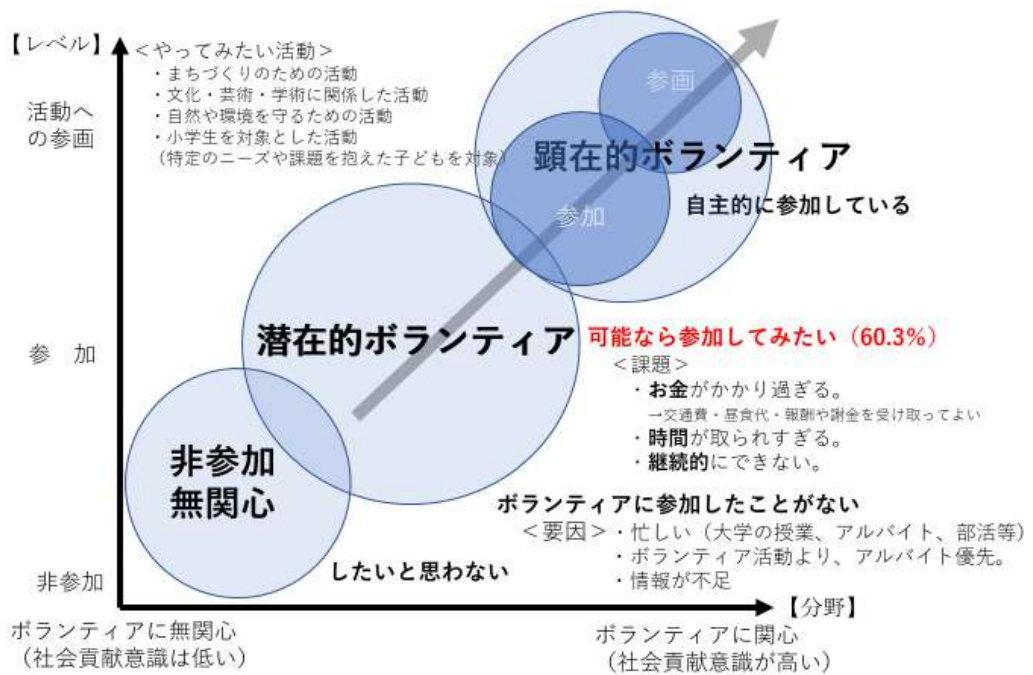 【レベル】
<やってみたい活動>
・まちづくりのための活動
・文化・芸術・学術に関係した活動
・自然や環境を守るための活動
・小学生を対象とした活動
(特定のニーズや課題を抱えた子どもを対象)
活動へ
の参画
参画
顕在的ボランティア
参加
自主的に参加している
潜在的ボランティア
可能なら参加してみたい(60.3%)
参 加
<課題>
・お金がかかり過ぎる。
→交通費・昼食代・報酬や謝金を受け取ってよい
・時間が取られすぎる。
・継続的にできない。
非参加
無関心
ボランティアに参加したことがない
<要因>・忙しい(大学の授業、アルバイト、部活等)
・ボランティア活動より、アルバイト優先。
・情報が不足
したいと思わない
非参加
【分野】
ボランティアに無関心
(社会貢献意識は低い)
ボランティアに関心
(社会貢献意識が高い)